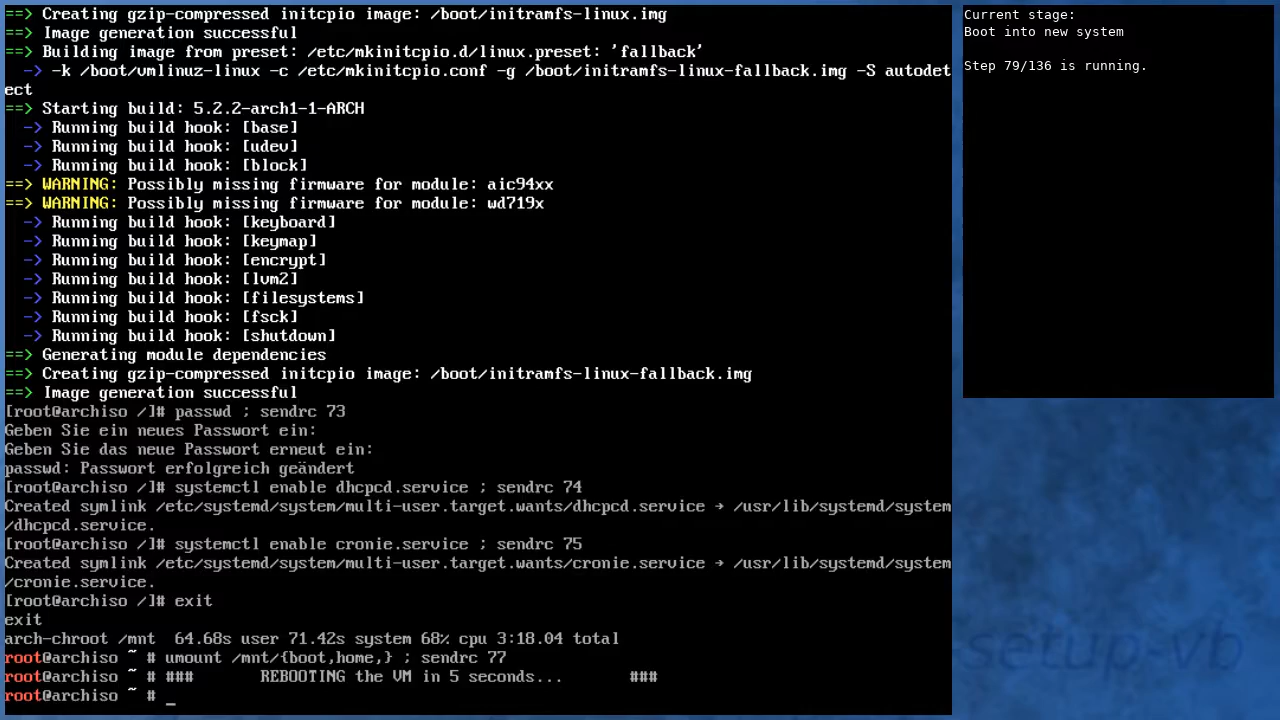 ==> Creating gzip-compressed initcpio image: /boot/initramfs-linux.img
==> Image generation successful
==> Building image from preset: /etc/mkinitcpio.d/linux.preset: 'fallback'
  -> -k /boot/vmlinuz-linux -c /etc/mkinitcpio.conf -g /boot/initramfs-linux-fallback.img -S autodet
ect
==> Starting build: 5.2.2-arch1-1-ARCH
  -> Running build hook: [base]
  -> Running build hook: [udev]
  -> Running build hook: [block]
==> WARNING: Possibly missing firmware for module: aic94xx
==> WARNING: Possibly missing firmware for module: wd719x
  -> Running build hook: [keyboard]
  -> Running build hook: [keymap]
  -> Running build hook: [encrypt]
  -> Running build hook: [lvm2]
  -> Running build hook: [filesystems]
  -> Running build hook: [fsck]
  -> Running build hook: [shutdown]
==> Generating module dependencies
==> Creating gzip-compressed initcpio image: /boot/initramfs-linux-fallback.img
==> Image generation successful
[root@archiso /]# passwd ; sendrc 73
Geben Sie ein neues Passwort ein:
Geben Sie das neue Passwort erneut ein:
passwd: Passwort erfolgreich geändert
[root@archiso /]# systemctl enable dhcpcd.service ; sendrc 74
Created symlink /etc/systemd/system/multi-user.target.wants/dhcpcd.service → /usr/lib/systemd/system
/dhcpcd.service.
[root@archiso /]# systemctl enable cronie.service ; sendrc 75
Created symlink /etc/systemd/system/multi-user.target.wants/cronie.service → /usr/lib/systemd/system
/cronie.service.
[root@archiso /]# exit
exit
arch-chroot /mnt  64.68s user 71.42s system 68% cpu 3:18.04 total
root@archiso ~ # umount /mnt/{boot,home,} ; sendrc 77
root@archiso ~ # ###       REBOOTING the VM in 5 seconds...       ###
root@archiso ~ # _
Current stage:
Boot into new system
Step 79/136 is running.
setup-vb